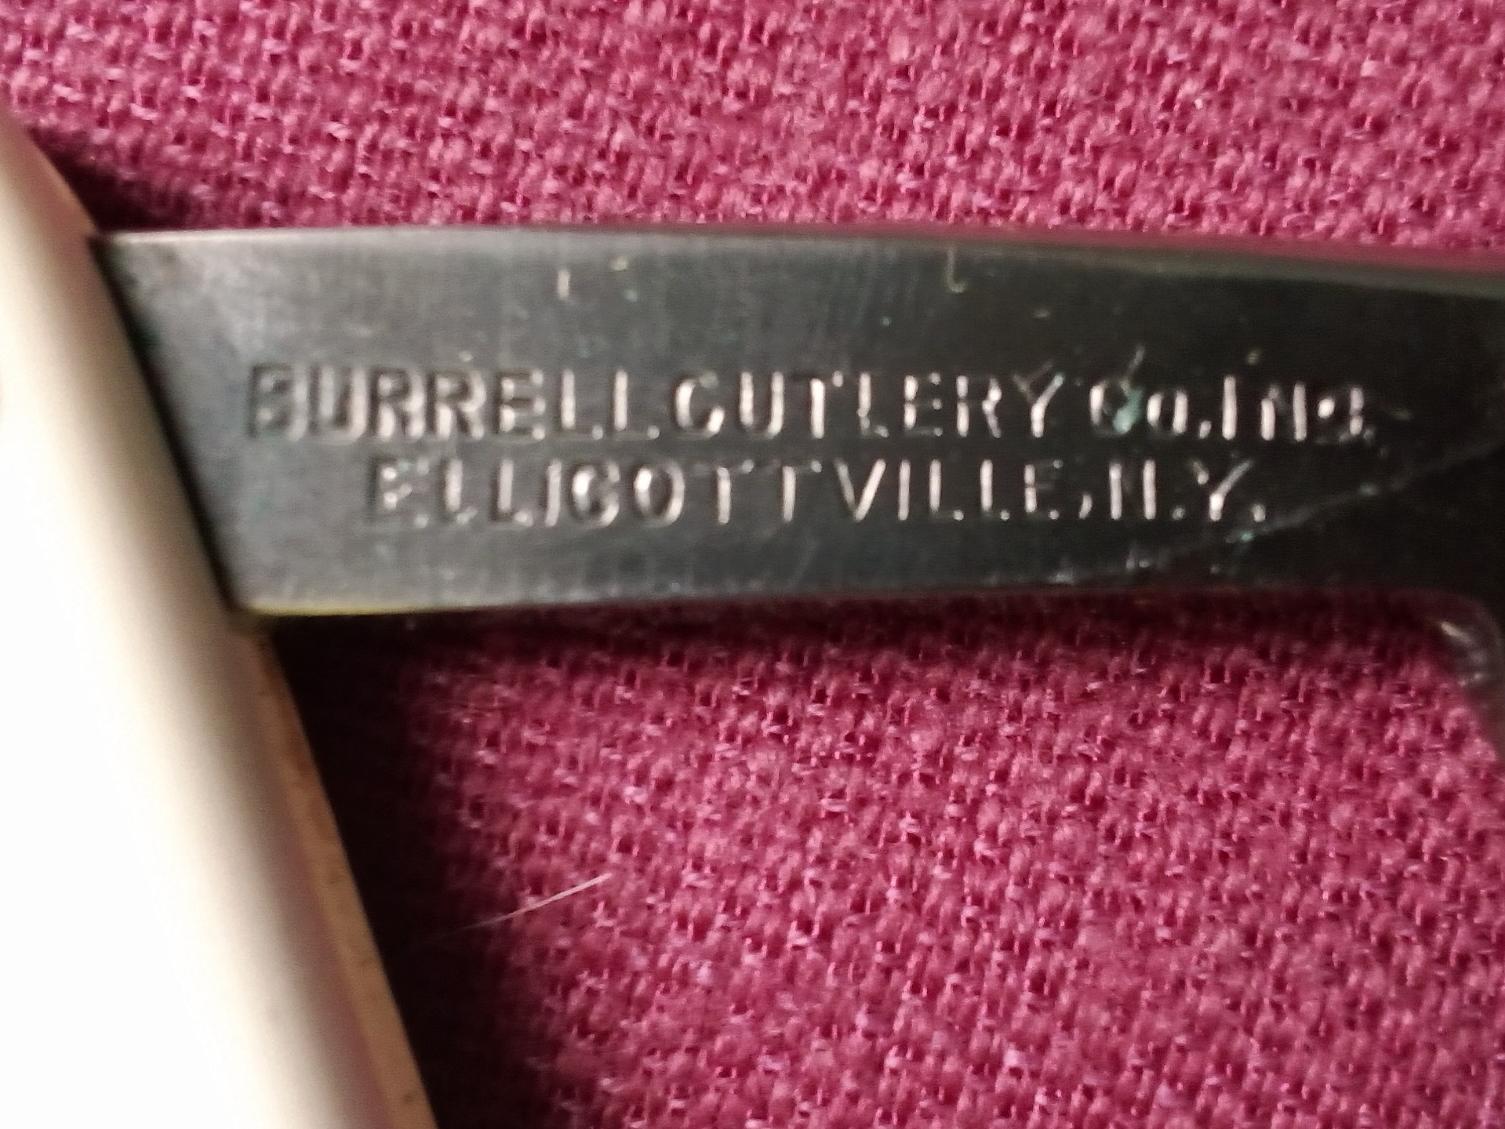 BURRELL CUTLERY Co., Inc.
ELLICOTTVILLE, N.Y.